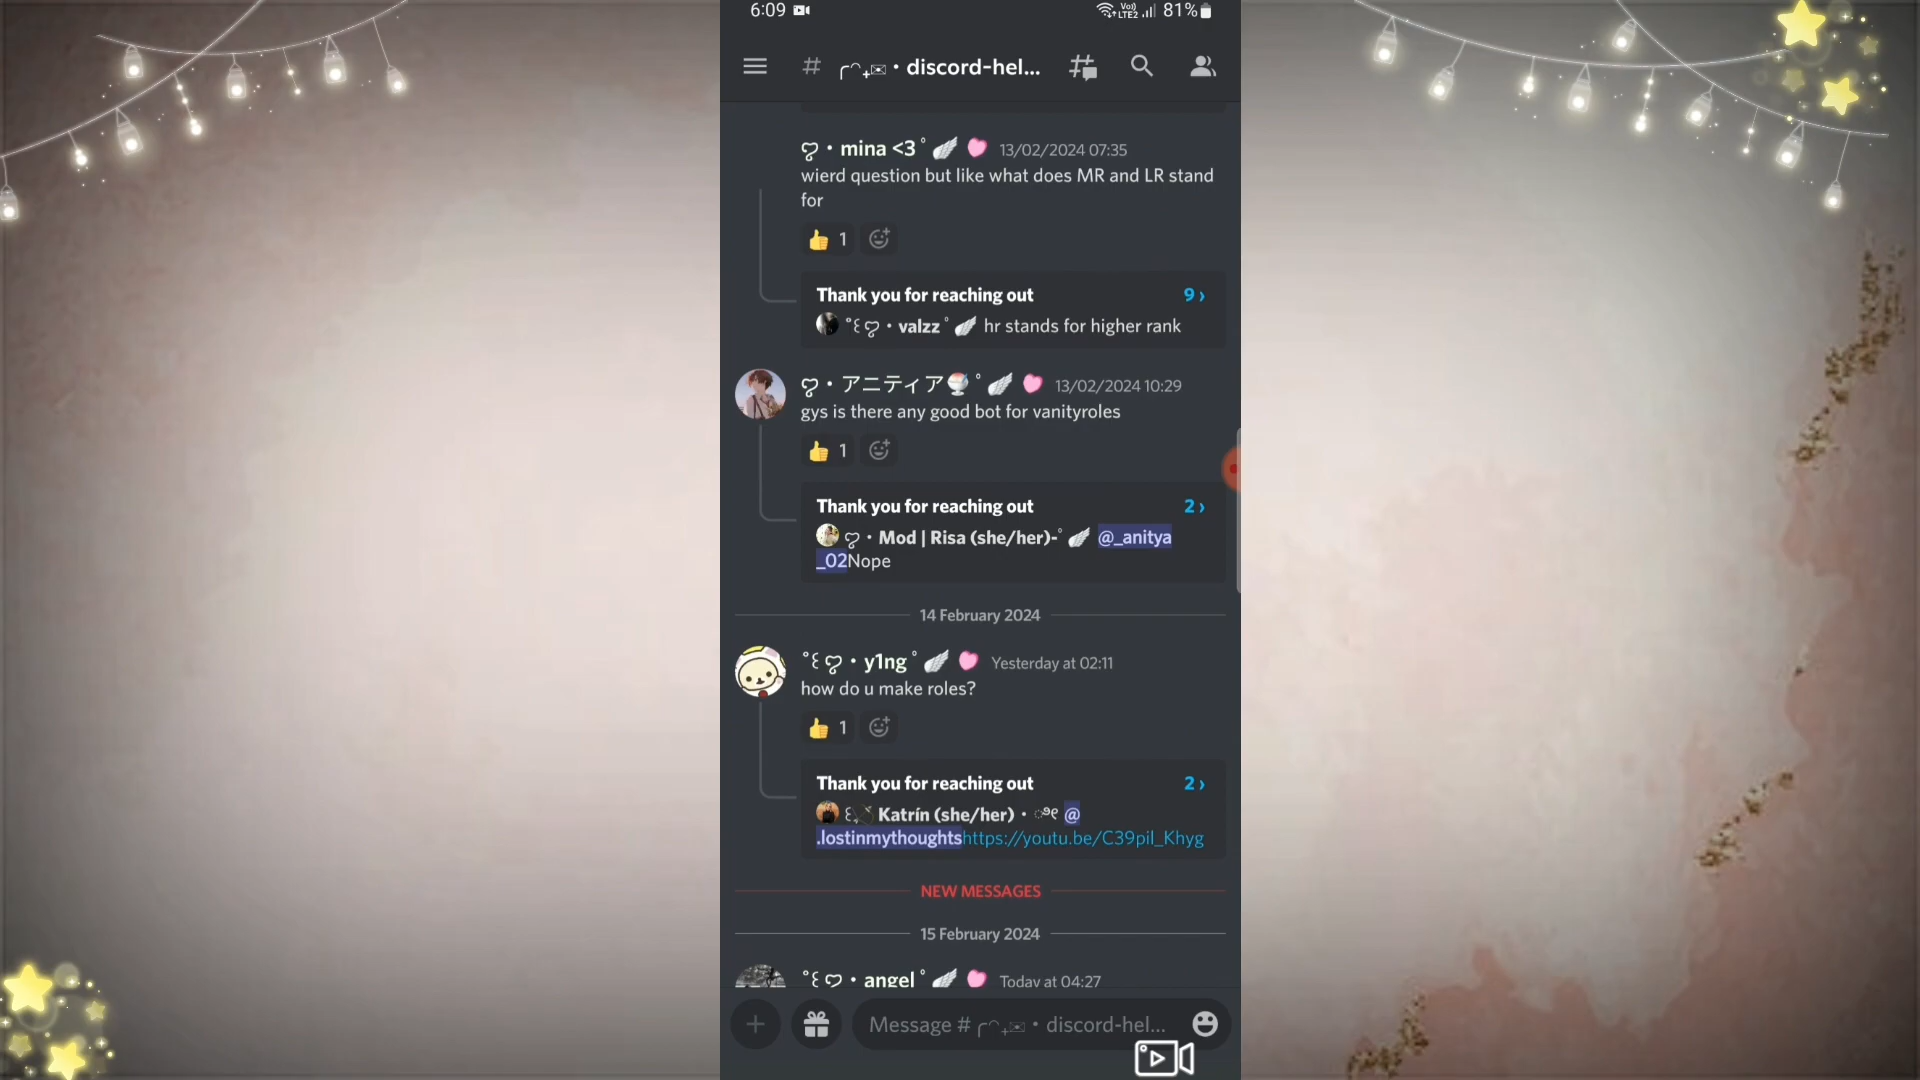 6:09 Vo) LTE2 81%
# ╭◠₊✉・discord-hel...
ღ・mina <3˚ 13/02/2024 07:35
wierd question but like what does MR and LR stand
for
👍 1
Thank you for reaching out 9 ›
˚꒰ღ・valzz˚ hr stands for higher rank
ღ・アニティア🍧˚ 13/02/2024 10:29
gys is there any good bot for vanityroles
👍 1
Thank you for reaching out 2 ›
ღ・Mod | Risa (she/her)-˚ @_anitya
_02Nope
14 February 2024
˚꒰ღ・y1ng˚ Yesterday at 02:11
how do u make roles?
👍 1
Thank you for reaching out 2 ›
Katrín (she/her)・ @
.lostinmythoughtshttps://youtu.be/C39pil_Khyg
NEW MESSAGES
15 February 2024
˚꒰ღ・angel˚ Today at 04:27
Message # ╭◠₊✉・discord-hel...